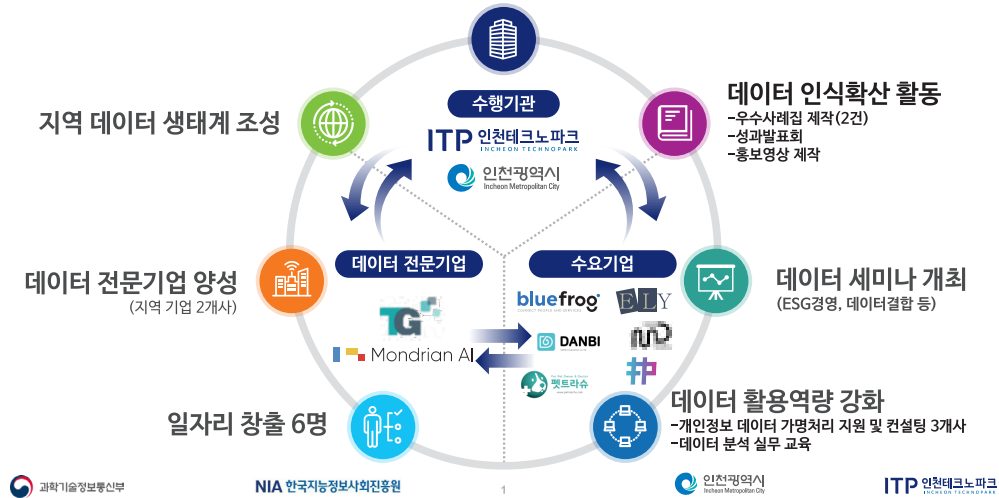 수행기관
ITP 인천테크노파크
INCHEON TECHNOPARK
인천광역시
Incheon Metropolitan City
지역 데이터 생태계 조성
데이터 인식확산 활동
-우수사례집 제작(2건)
-성과발표회
-홍보영상 제작
데이터 전문기업 양성
(지역 기업 2개사)
데이터 전문기업
TG
Mondrian AI
수요기업
bluefrog
CONNECT PEOPLE AND SERVICES
ELY
DANBI
펫트라슈
데이터 세미나 개최
(ESG경영, 데이터결합 등)
일자리 창출 6명
데이터 활용역량 강화
-개인정보 데이터 가명처리 지원 및 컨설팅 3개사
-데이터 분석 실무 교육
과학기술정보통신부
NIA 한국지능정보사회진흥원
1
인천광역시
Incheon Metropolitan City
ITP 인천테크노파크
INCHEON TECHNOPARK